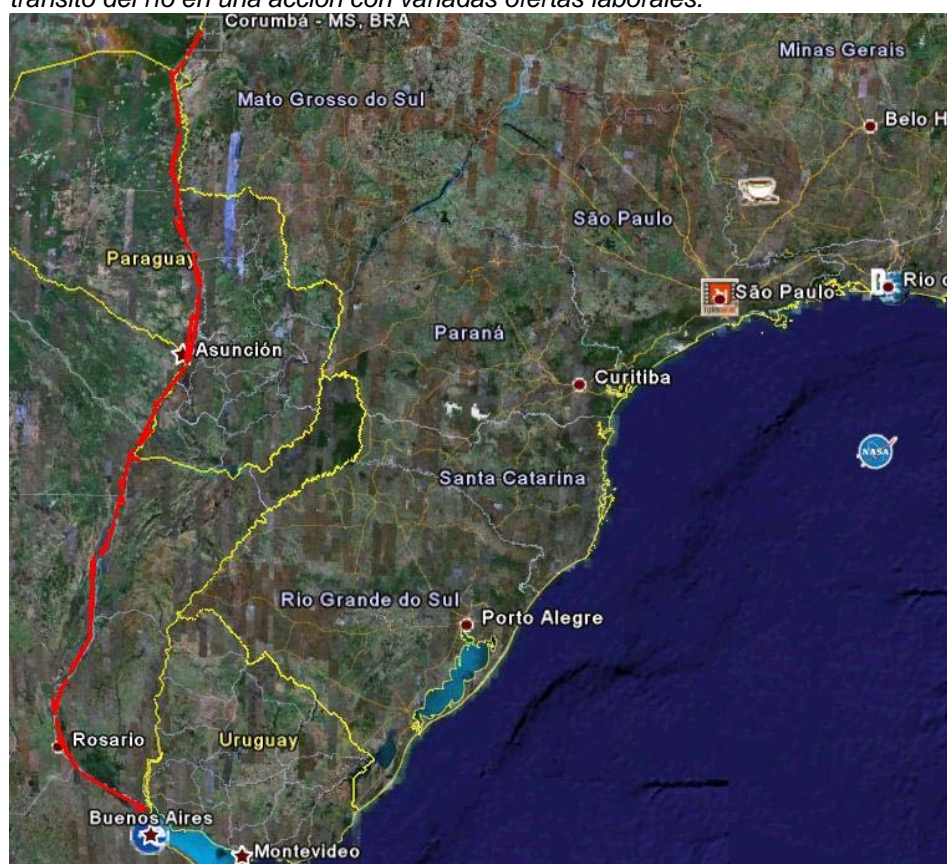 tránsito del río en una acción con variadas ofertas laborales.
Corumbá - MS, BRA
Minas Gerais
Mato Grosso do Sul
Belo H
São Paulo
Paraguay
São Paulo
Rio d
Paraná
Asunción
Curitiba
NASA
Santa Catarina
Rio Grande do Sul
Porto Alegre
Rosario
Uruguay
Buenos Aires
Montevideo